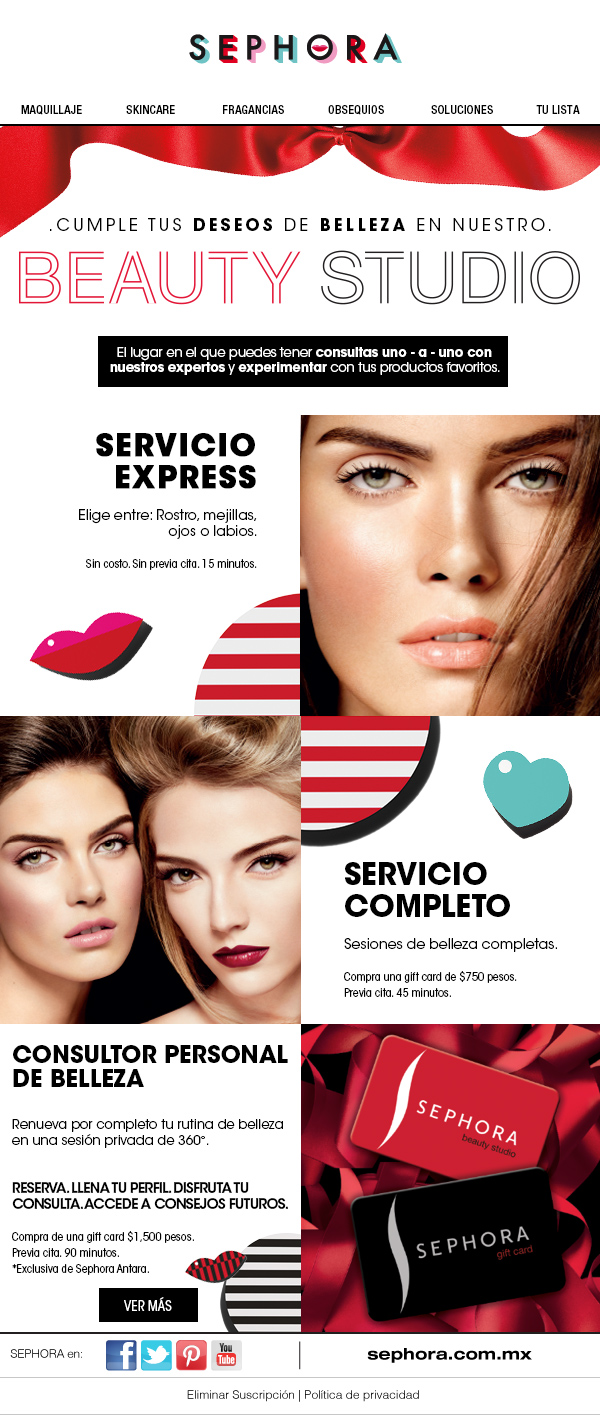 SEPHORA
MAQUILLAJE SKINCARE FRAGANCIAS OBSEQUIOS SOLUCIONES TU LISTA
.CUMPLE TUS DESEOS DE BELLEZA EN NUESTRO.
BEAUTY STUDIO
El lugar en el que puedes tener consultas uno - a - uno con
nuestros expertos y experimentar con tus productos favoritos.
SERVICIO
EXPRESS
Elige entre: Rostro, mejillas,
ojos o labios.
Sin costo. Sin previa cita. 15 minutos.
SERVICIO
COMPLETO
Sesiones de belleza completas.
Compra una gift card de $750 pesos.
Previa cita. 45 minutos.
CONSULTOR PERSONAL
DE BELLEZA
Renueva por completo tu rutina de belleza
en una sesión privada de 360°.
RESERVA. LLENA TU PERFIL. DISFRUTA TU
CONSULTA. ACCEDE A CONSEJOS FUTUROS.
Compra de una gift card $1,500 pesos.
Previa cita. 90 minutos.
*Exclusiva de Sephora Antara.
VER MÁS
SEPHORA
beauty studio
SEPHORA
gift card
SEPHORA en:
You
Tube
sephora.com.mx
Eliminar Suscripción | Política de privacidad